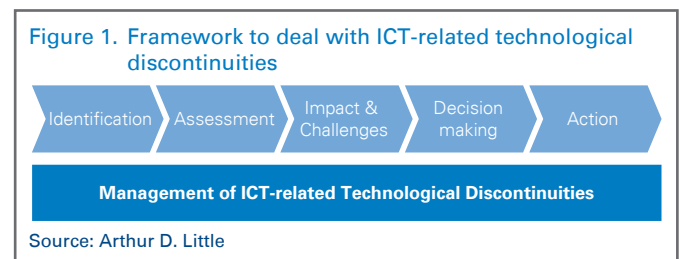 Figure 1. Framework to deal with ICT-related technological
discontinuities
Identification
Assessment
Impact &
Challenges
Decision
making
Action
Management of ICT-related Technological Discontinuities
Source: Arthur D. Little